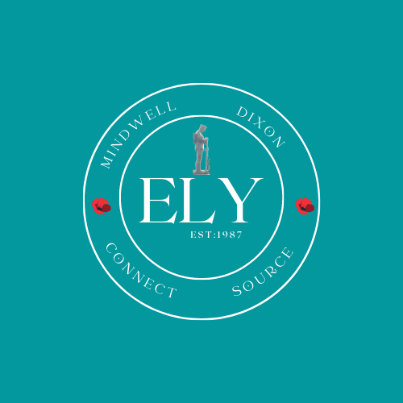 MINDWELL
DIXON
ELY
EST:1987
CONNECT
SOURCE